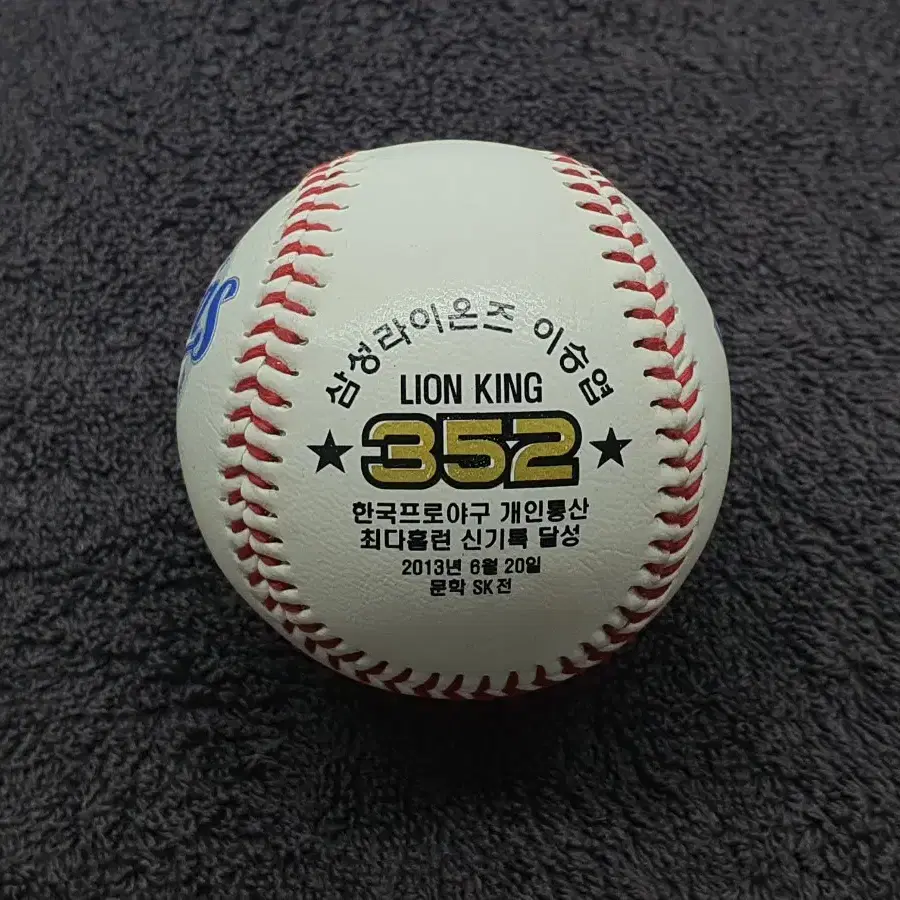 삼성라이온즈 이승엽
LION KING
352
한국프로야구 개인통산
최다홈런 신기록 달성
2013년 6월 20일
문학 SK전